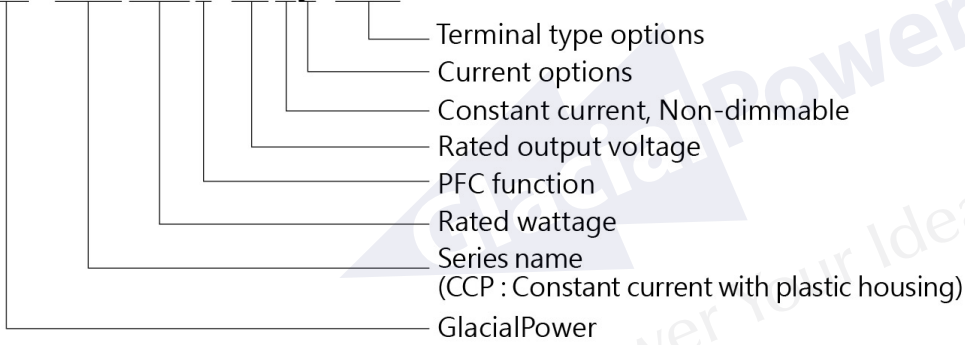 Terminal type options
Current options
Constant current, Non-dimmable
Rated output voltage
PFC function
Rated wattage
Series name
(CCP : Constant current with plastic housing)
GlacialPower
GlacialPower